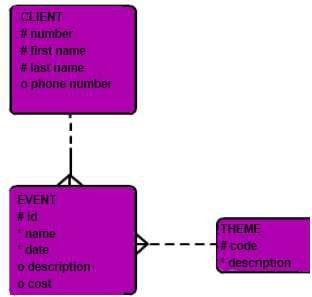 CLIENT
# number
# first name
# last name
o phone number
EVENT
# id
* name
* date
o description
o cost
THEME
# code
* description